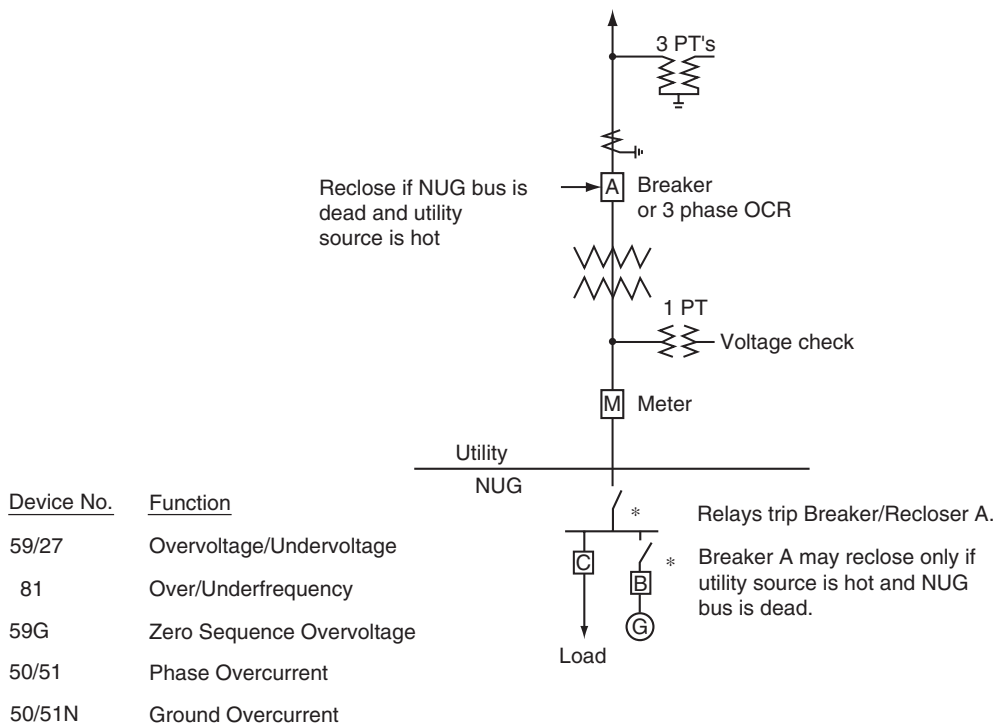 3 PT's
Reclose if NUG bus is
dead and utility
source is hot
A
Breaker
or 3 phase OCR
1 PT
Voltage check
M
Meter
Utility
NUG
*
Relays trip Breaker/Recloser A.
*
Breaker A may reclose only if
utility source is hot and NUG
bus is dead.
C
B
G
Load
Device No. Function
59/27 Overvoltage/Undervoltage
81 Over/Underfrequency
59G Zero Sequence Overvoltage
50/51 Phase Overcurrent
50/51N Ground Overcurrent